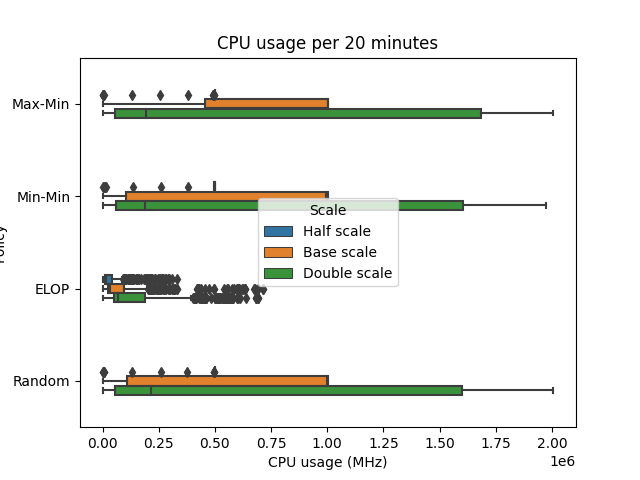 CPU usage per 20 minutes
Max-Min
Min-Min
ELOP
Random
Scale
Half scale
Base scale
Double scale
0.00 0.25 0.50 0.75 1.00 1.25 1.50 1.75 2.00
CPU usage (MHz)
1e6